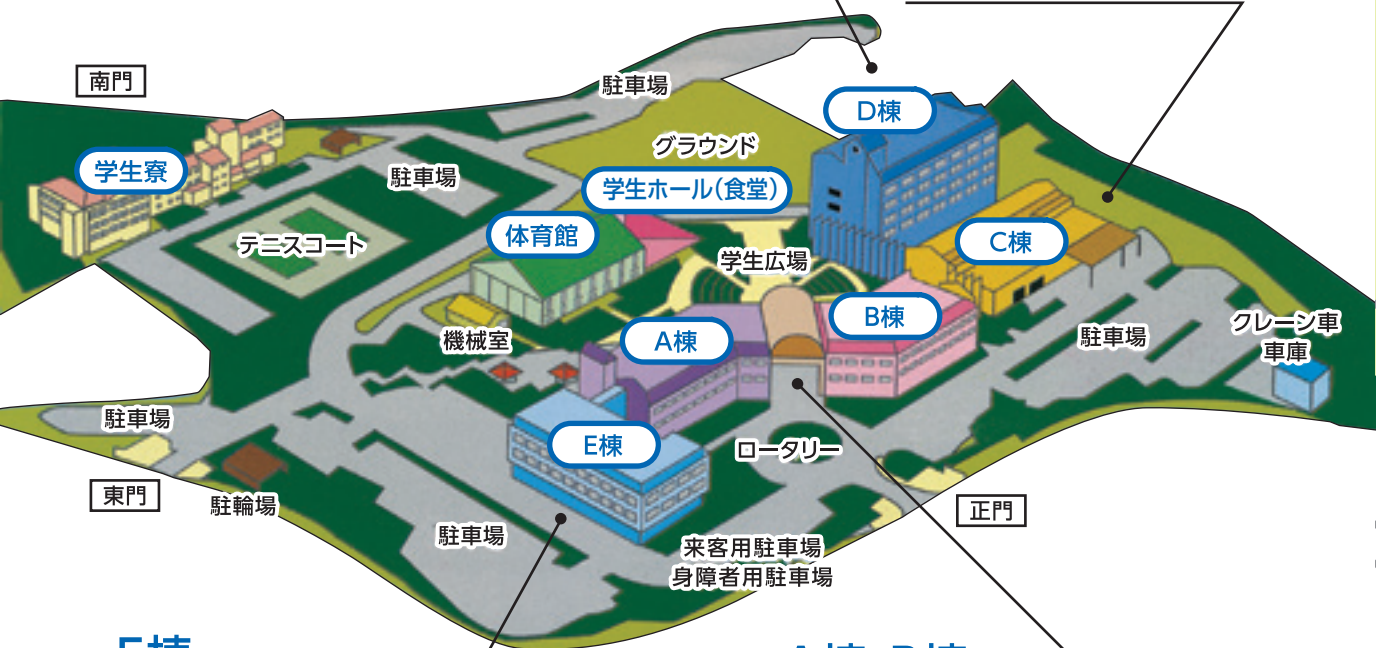 南門
駐車場
D棟
グラウンド
学生寮
駐車場
学生ホール(食堂)
体育館
テニスコート
C棟
学生広場
B棟
機械室
A棟
駐車場
クレーン車
車庫
駐車場
E棟
ロータリー
東門
駐輪場
正門
駐車場
来客用駐車場
身障者用駐車場